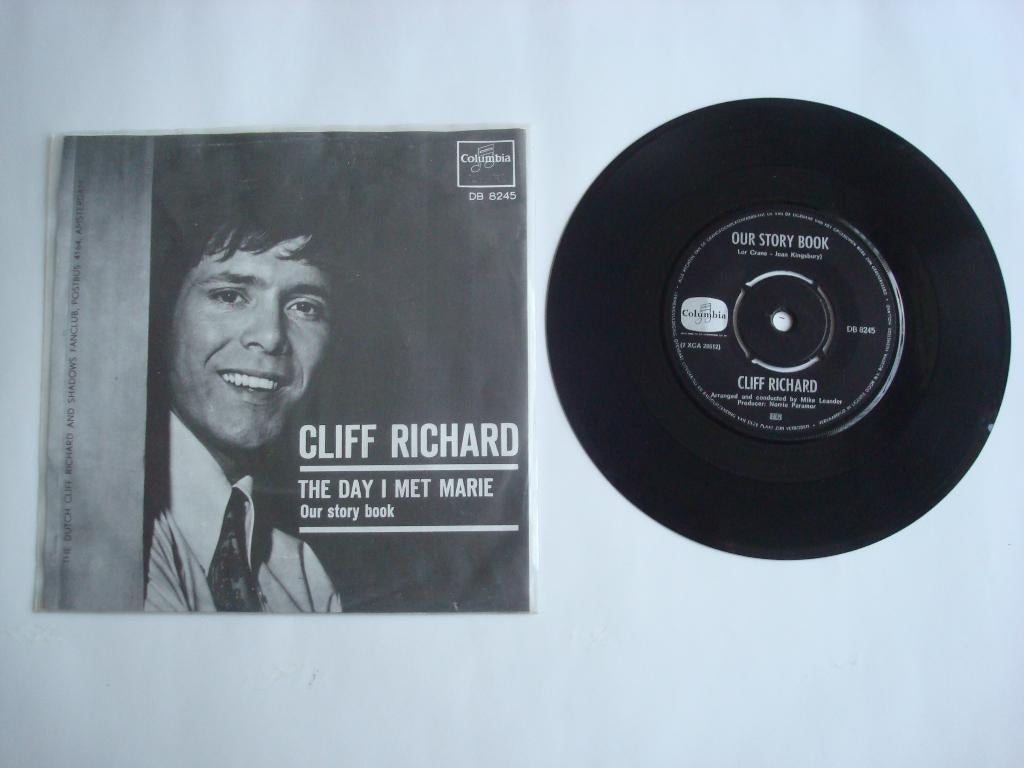 Columbia
DB 8245
THE DUTCH CLIFF RICHARD AND SHADOWS FANCLUB, POSTBUS 4164, AMSTERDAM
CLIFF RICHARD
THE DAY I MET MARIE
Our story book
OUR STORY BOOK
Lor Crane - Joan Kingsbury)
Columbia
DB 8245
(7 XCA 28652)
CLIFF RICHARD
Arranged and conducted by Mike Leander
Producer: Norrie Paramor